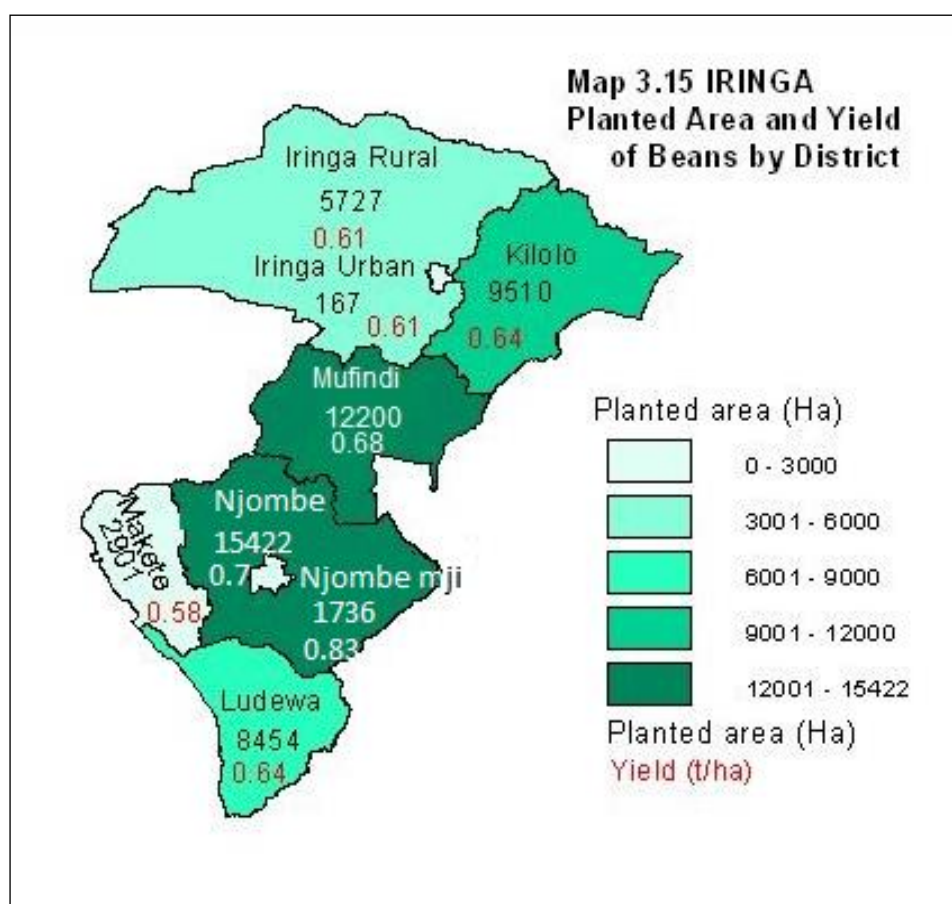 Map 3.15 IRINGA
Planted Area and Yield
of Beans by District
Iringa Rural
5727
0.61
Iringa Urban
167
0.61
Kilolo
9510
0.64
Mufindi
12200
0.68
Makete
2901
0.58
Njombe
15422
0.7
Njombe mji
1736
0.83
Ludewa
8454
0.64
Planted area (Ha)
0 - 3000
3001 - 6000
6001 - 9000
9001 - 12000
12001 - 15422
Planted area (Ha)
Yield (t/ha)